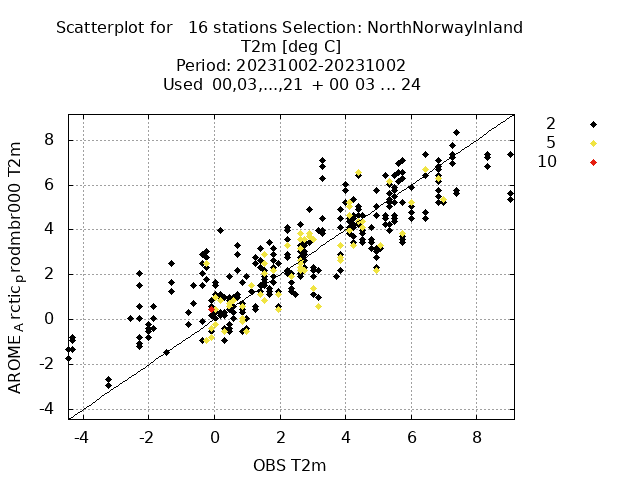 Scatterplot for   16 stations Selection: NorthNorwayInland
T2m [deg C]
Period: 20231002-20231002
Used  00,03,...,21  + 00 03 ... 24
2
5
10
8
6
4
2
0
-2
-4
AROME_Arctic_prodmbr000 T2m
-4 -2 0 2 4 6 8
OBS T2m